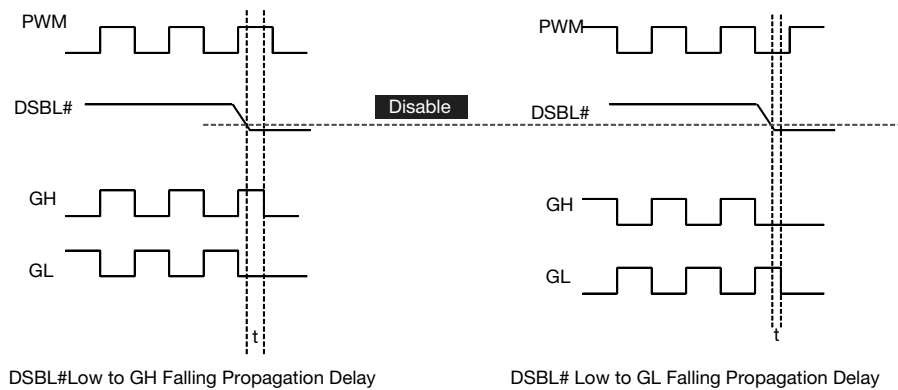 PWM
DSBL#
GH
GL
t
DSBL#Low to GH Falling Propagation Delay
Disable
PWM
DSBL#
GH
GL
t
DSBL# Low to GL Falling Propagation Delay